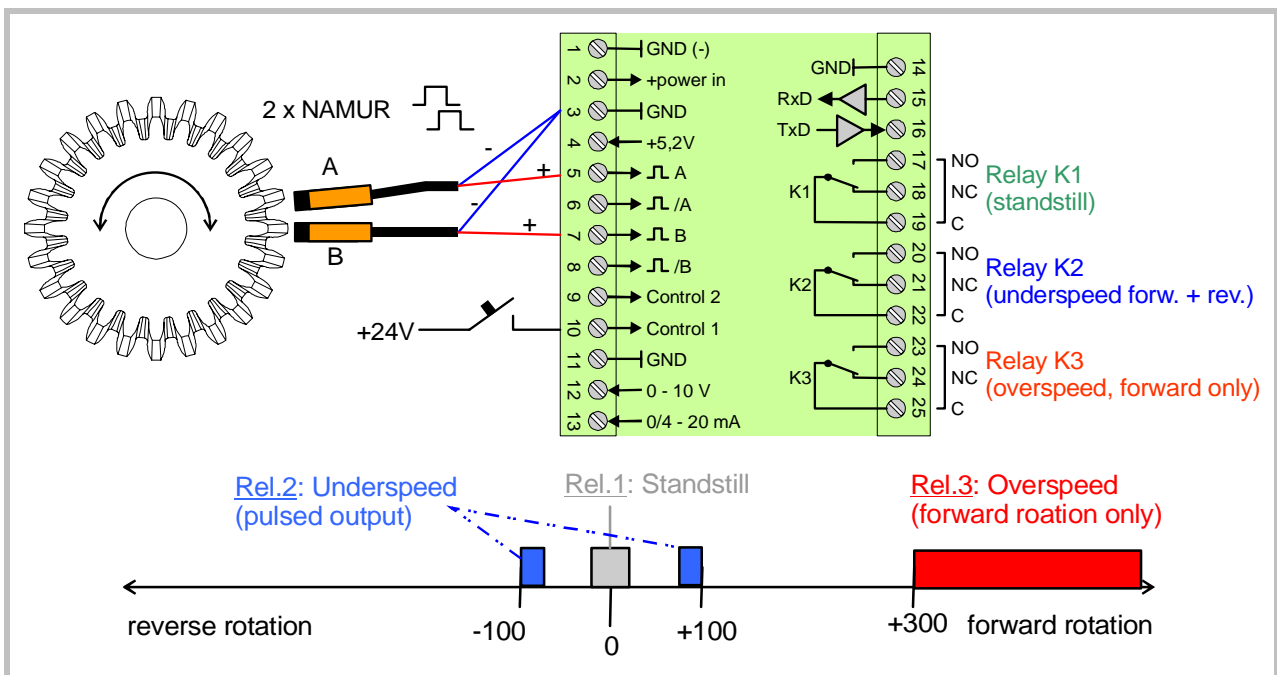 2 x NAMUR
A
B
-
+
-
+
+24V
1 GND (-)
2 +power in
3 GND
4 +5,2V
5 A
6 /A
7 B
8 /B
9 Control 2
10 Control 1
11 GND
12 0 - 10 V
13 0/4 - 20 mA
GND 14
RxD 15
TxD 16
17 NO
K1 18 NC
19 C
Relay K1
(standstill)
20 NO
K2 21 NC
22 C
Relay K2
(underspeed forw. + rev.)
23 NO
K3 24 NC
25 C
Relay K3
(overspeed, forward only)
Rel.2: Underspeed
(pulsed output)
Rel.1: Standstill
Rel.3: Overspeed
(forward roation only)
reverse rotation
-100
0
+100
+300
forward rotation